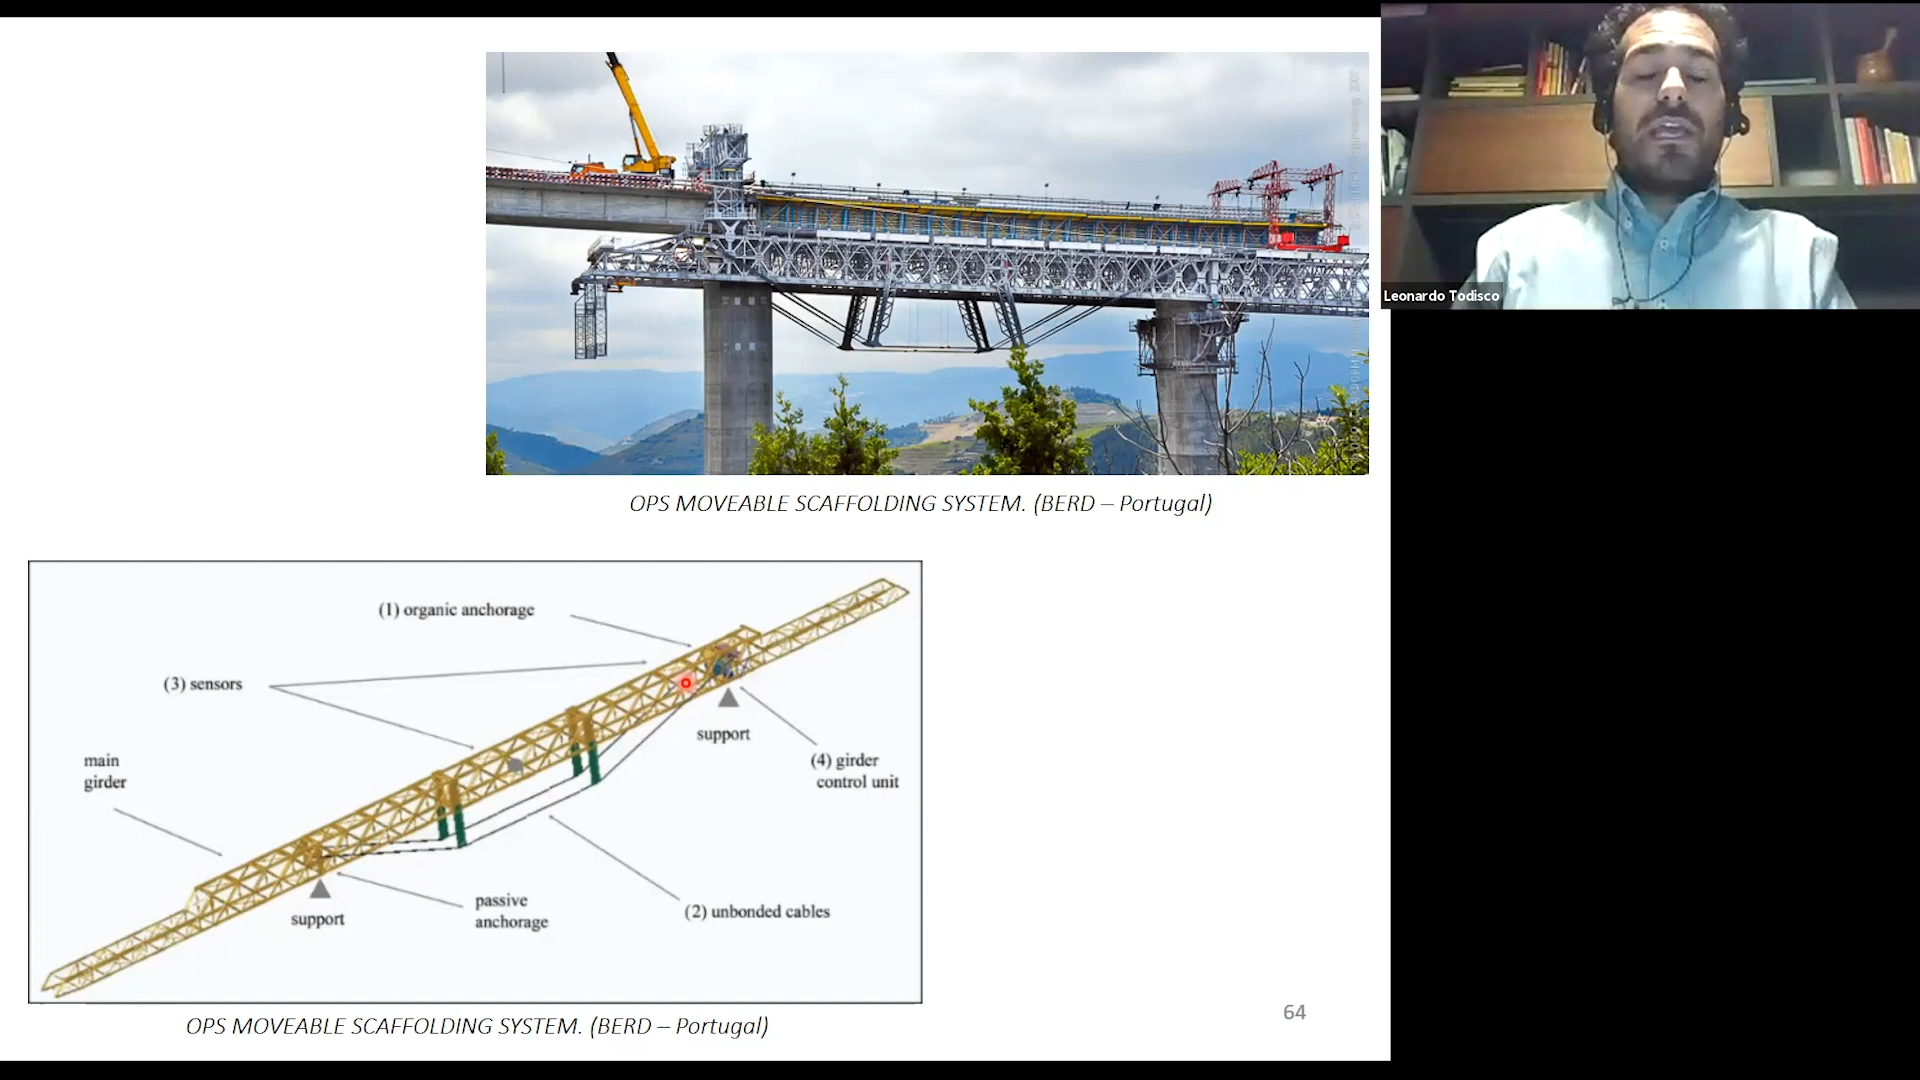 Leonardo Todisco
OPS MOVEABLE SCAFFOLDING SYSTEM. (BERD – Portugal)
(1) organic anchorage
(3) sensors
support
main
girder
(4) girder
control unit
passive
anchorage
support
(2) unbonded cables
64
OPS MOVEABLE SCAFFOLDING SYSTEM. (BERD – Portugal)